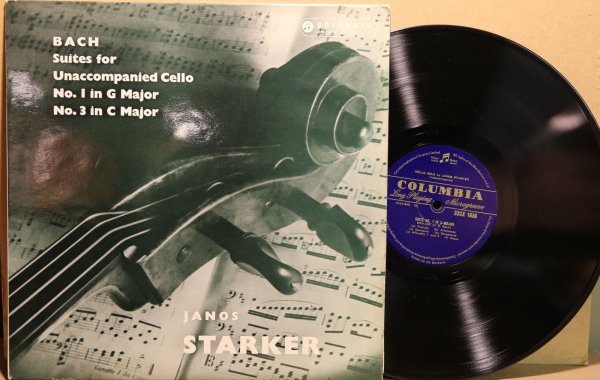 COLUMBIA
BACH
Suites for
Unaccompanied Cello
No. 1 in G Major
No. 3 in C Major
JANOS
STARKER
COLUMBIA
Long Playing Microgroove
33CX 1656